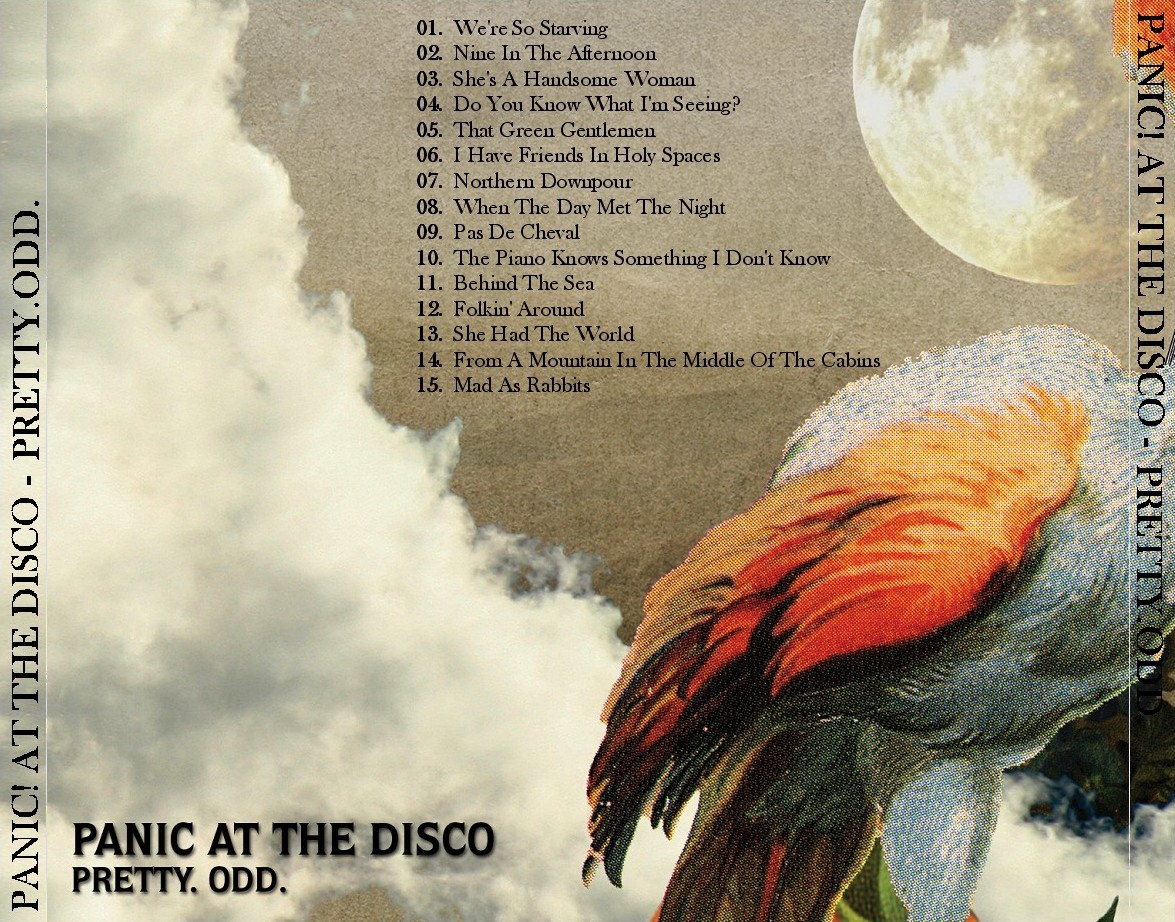 01. We're So Starving
02. Nine In The Afternoon
03. She's A Handsome Woman
04. Do You Know What I'm Seeing?
05. That Green Gentlemen
06. I Have Friends In Holy Spaces
07. Northern Downpour
08. When The Day Met The Night
09. Pas De Cheval
10. The Piano Knows Something I Don't Know
11. Behind The Sea
12. Folkin' Around
13. She Had The World
14. From A Mountain In The Middle Of The Cabins
15. Mad As Rabbits
PANIC! AT THE DISCO - PRETTY.ODD.
PANIC! AT THE DISCO - PRETTY.ODD.
PANIC AT THE DISCO
PRETTY. ODD.